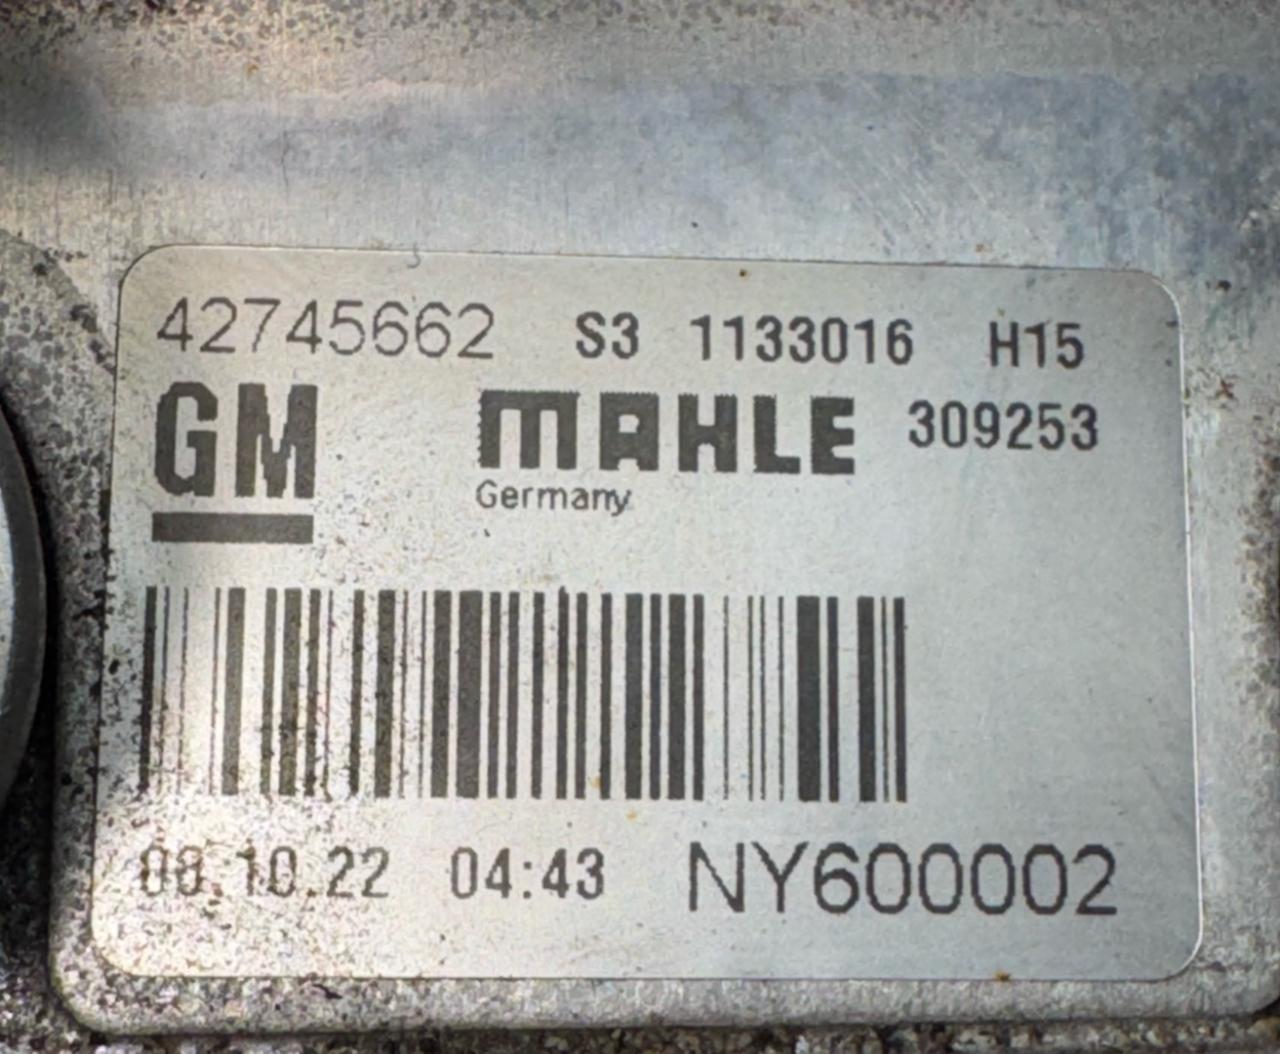 42745662 S3 1133016 H15
GM MAHLE 309253
Germany
08.10.22 04:43 NY600002